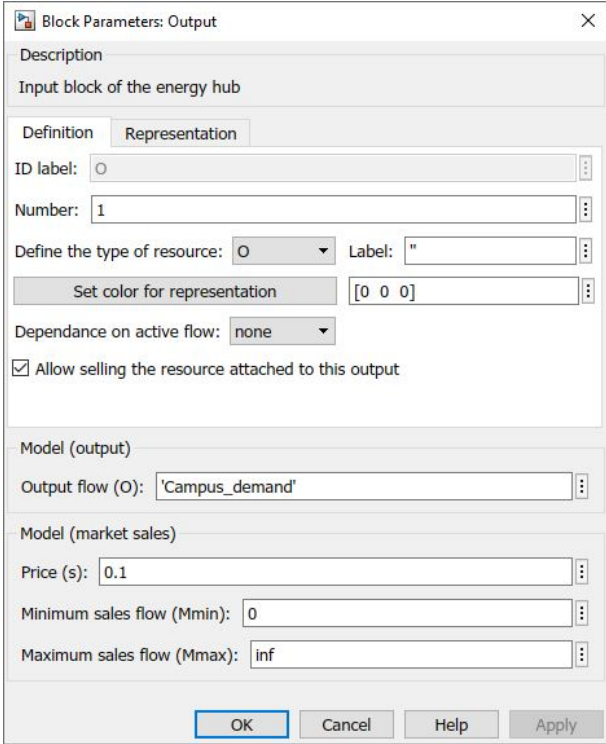 Block Parameters: Output
Description
Input block of the energy hub
Definition Representation
ID label: O
Number: 1
Define the type of resource: O Label: "
Set color for representation [0 0 0]
Dependance on active flow: none
Allow selling the resource attached to this output
Model (output)
Output flow (O): 'Campus_demand'
Model (market sales)
Price (s): 0.1
Minimum sales flow (Mmin): 0
Maximum sales flow (Mmax): inf
OK Cancel Help Apply